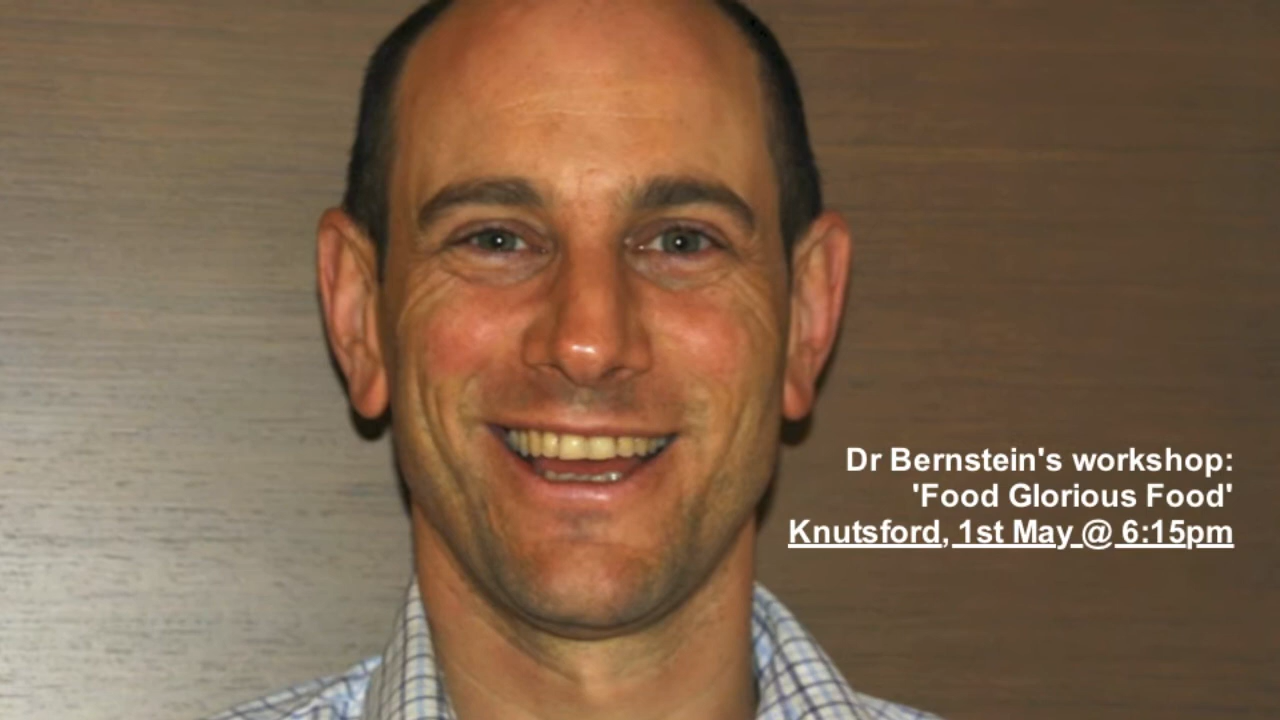 Dr Bernstein's workshop:
'Food Glorious Food'
Knutsford, 1st May @ 6:15pm